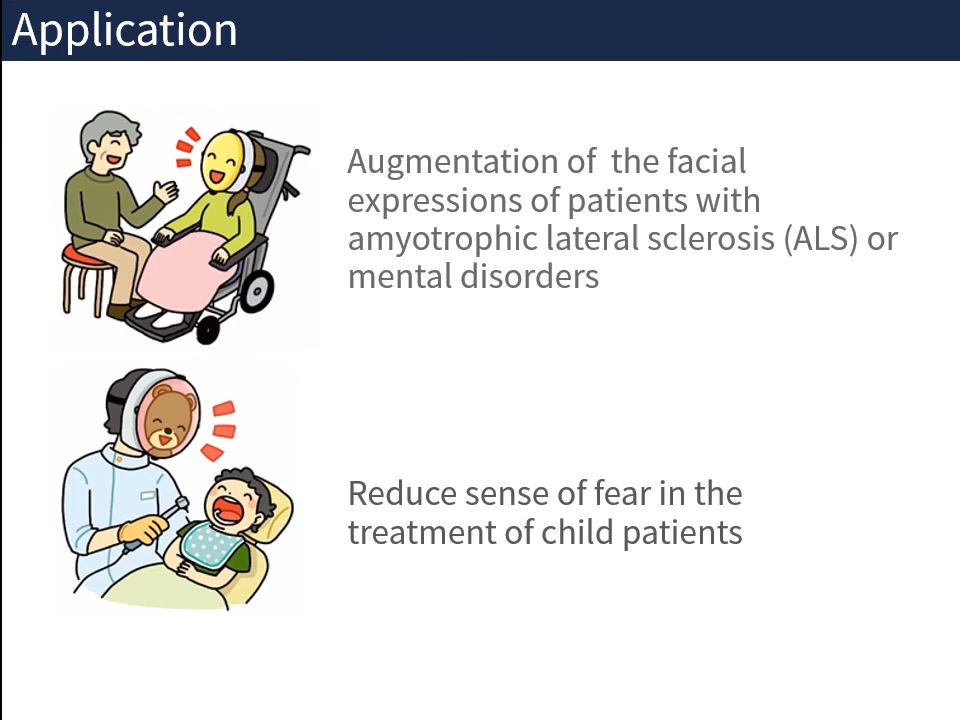 Application
Augmentation of  the facial
expressions of patients with
amyotrophic lateral sclerosis (ALS) or
mental disorders
Reduce sense of fear in the
treatment of child patients